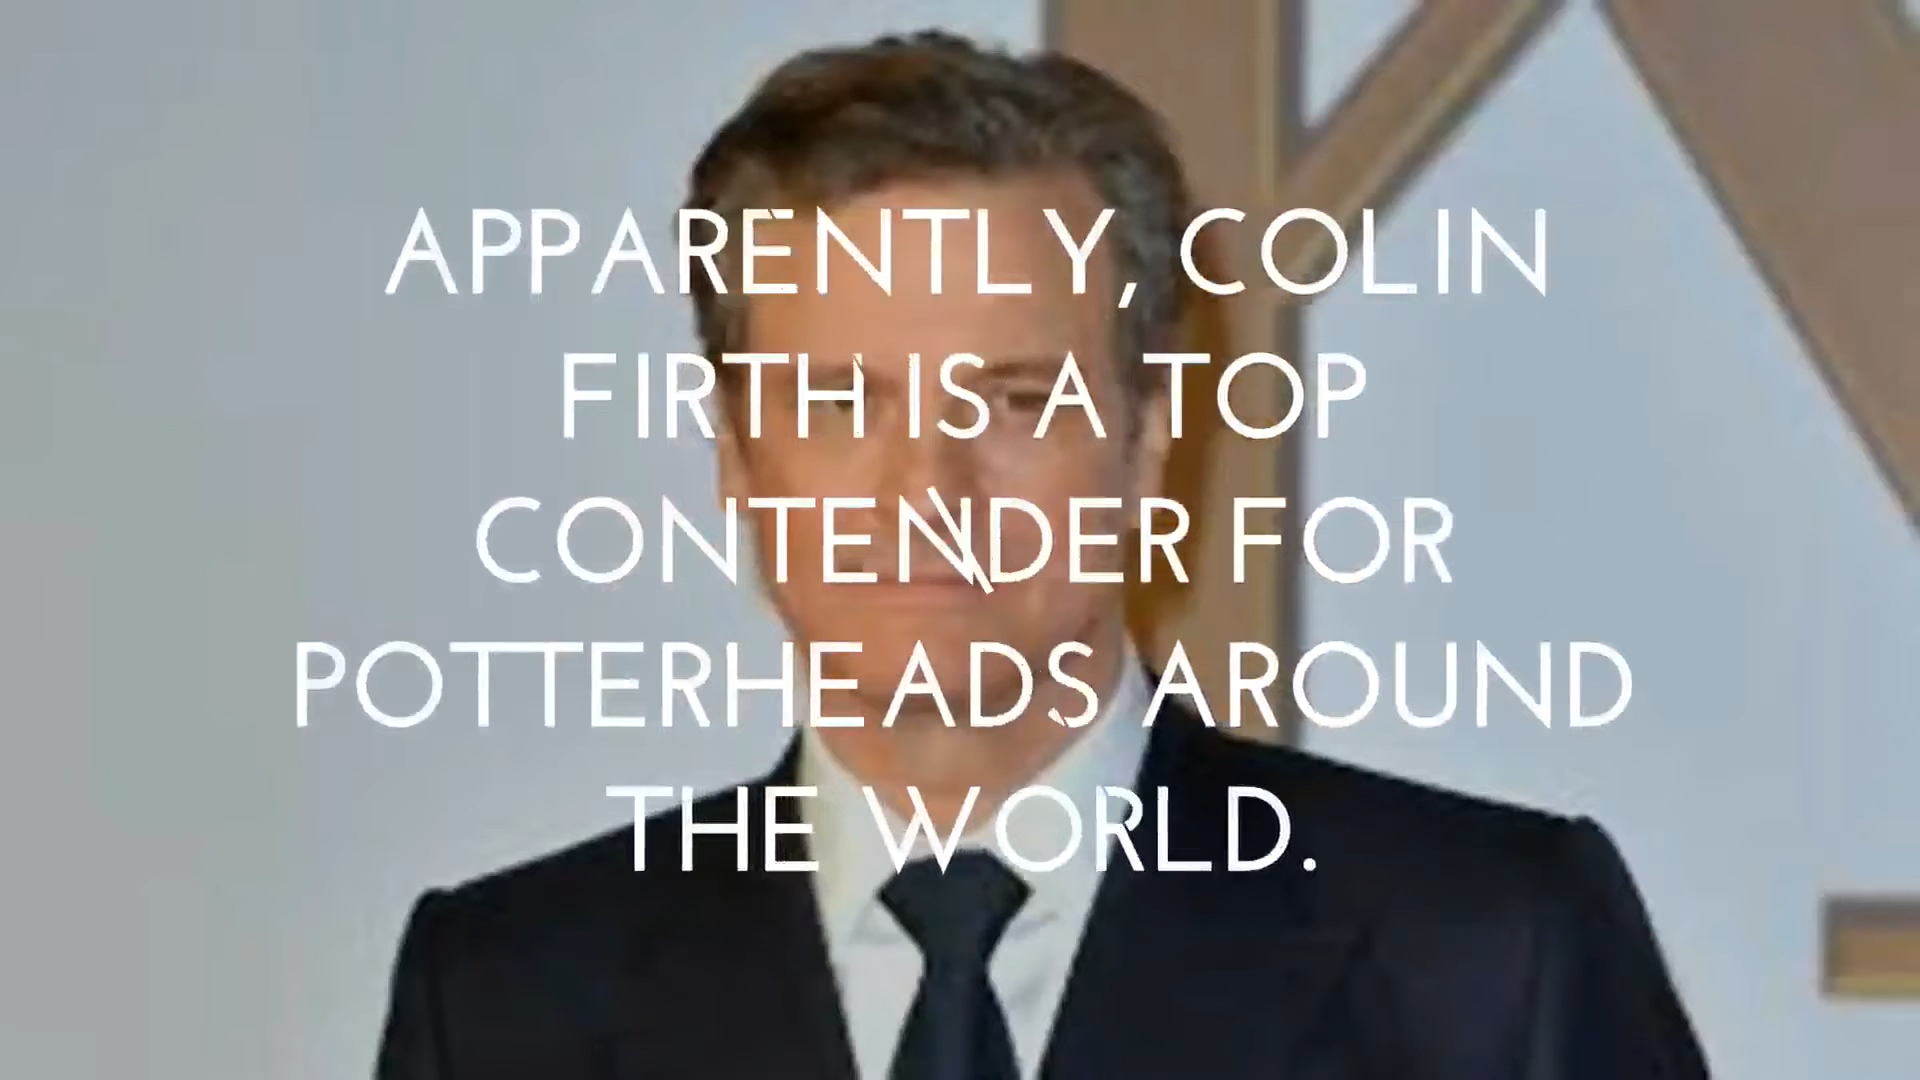 APPARENTLY, COLIN
FIRTH IS A TOP
CONTENDER FOR
POTTERHEADS AROUND
THE WORLD.